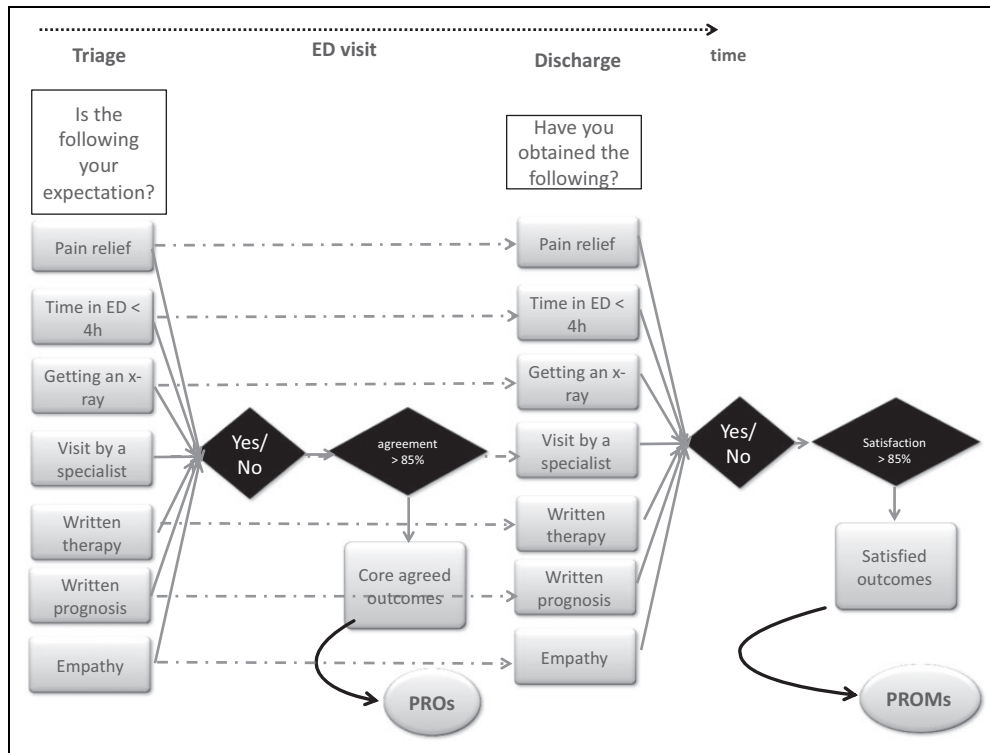 ED visit
Triage
Discharge
time
Is the
following
your
expectation?
Have you
obtained the
following?
Pain relief
Time in ED <
4h
Getting an x-
ray
Visit by a
specialist
Written
therapy
Written
prognosis
Empathy
Yes/
No
agreement
> 85%
Core agreed
outcomes
PROs
Pain relief
Time in ED <
4h
Getting an x-
ray
Visit by a
specialist
Written
therapy
Written
prognosis
Empathy
Yes/
No
Satisfaction
> 85%
Satisfied
outcomes
PROMs